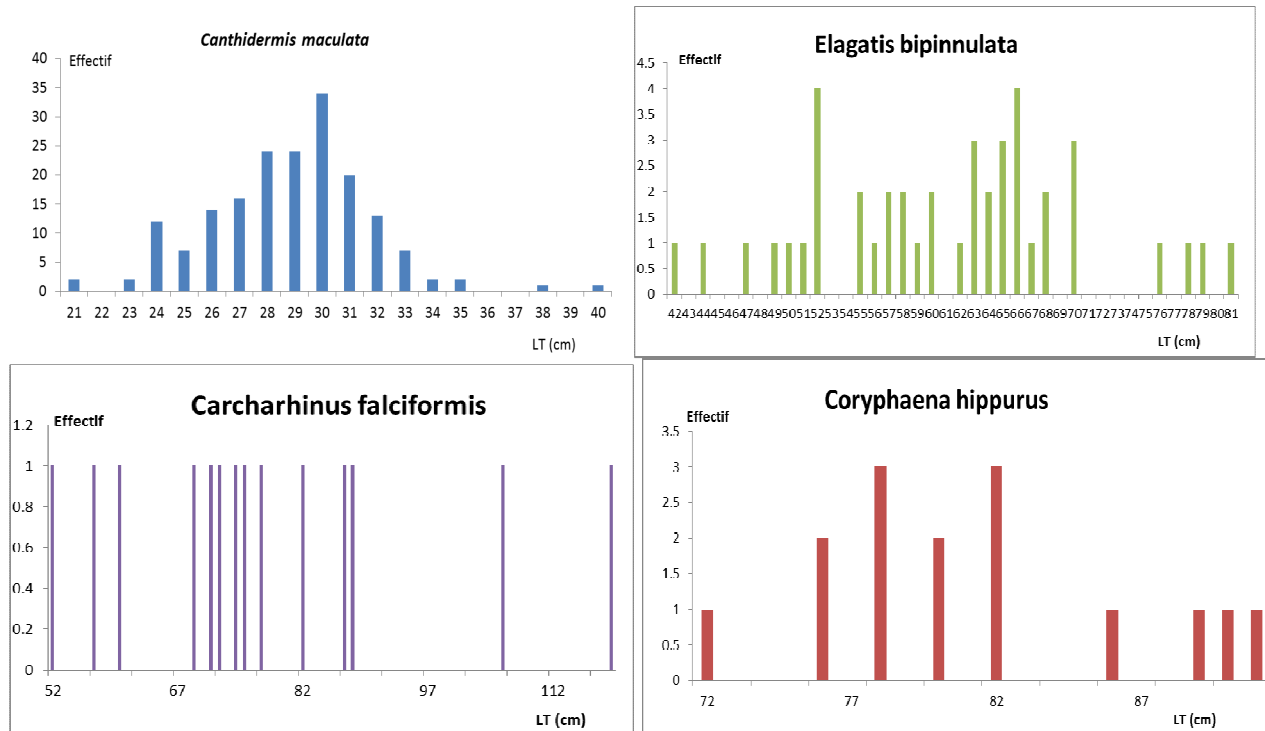 Canthidermis maculata
Effectif
40
35
30
25
20
15
10
5
0
21 22 23 24 25 26 27 28 29 30 31 32 33 34 35 36 37 38 39 40
LT (cm)
Elagatis bipinnulata
Effectif
4.5
4
3.5
3
2.5
2
1.5
1
0.5
0
424344454647484950515253545556575859606162636465666768697071727374757677787980 81
LT (cm)
Carcharhinus falciformis
Effectif
1.2
1
0.8
0.6
0.4
0.2
0
52 67 82 97 112
LT (cm)
Coryphaena hippurus
Effectif
3.5
3
2.5
2
1.5
1
0.5
0
72 77 82 87
LT (cm)